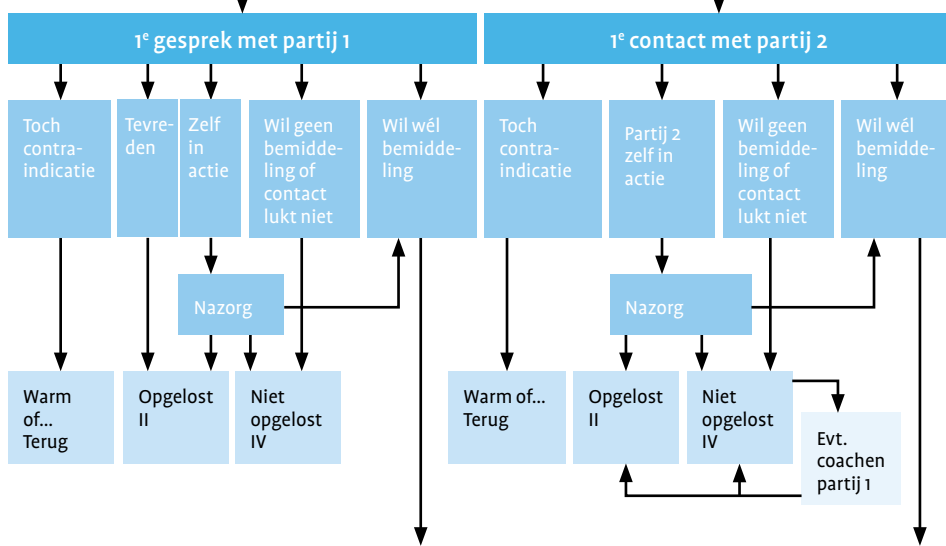 1e gesprek met partij 1
1e contact met partij 2
Toch
contra-
indicatie
Tevre-
den
Zelf
in
actie
Wil geen
bemidde-
ling of
contact
lukt niet
Wil wél
bemidde-
ling
Toch
contra-
indicatie
Partij 2
zelf in
actie
Wil geen
bemidde-
ling of
contact
lukt niet
Wil wél
bemidde-
ling
Nazorg
Nazorg
Warm
of...
Terug
Opgelost
II
Niet
opgelost
IV
Warm of...
Terug
Opgelost
II
Niet
opgelost
IV
Evt.
coachen
partij 1